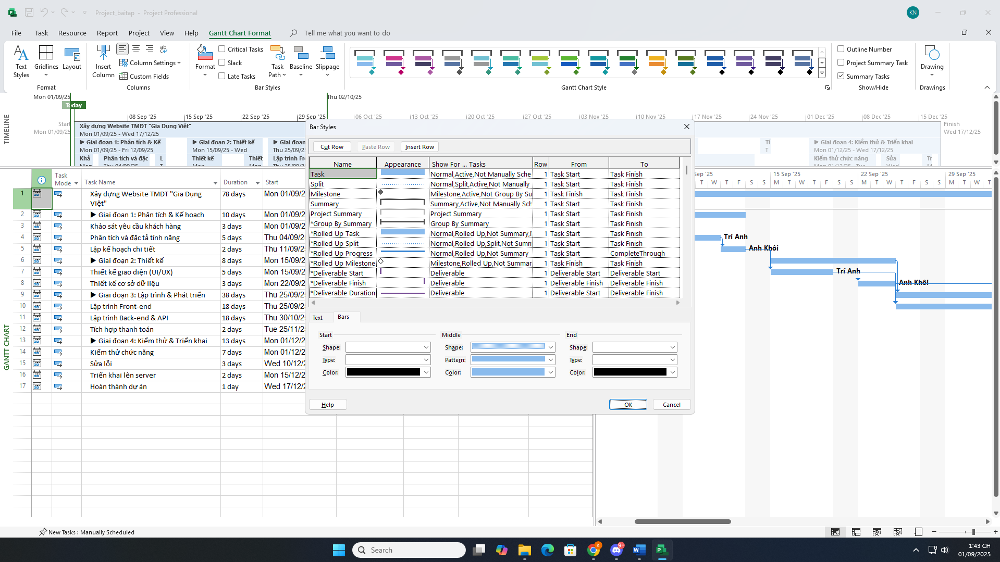 Project_baitap - Project Professional
KN
File Task Resource Report Project View Help Gantt Chart Format Tell me what you want to do
Text Styles
Gridlines
Layout
Format
Insert Column
ab
Column Settings
Custom Fields
Columns
Format
Critical Tasks
Slack
Late Tasks
Task Path
Baseline
Slippage
Bar Styles
Gantt Chart Style
Outline Number
Project Summary Task
Summary Tasks
Show/Hide
Drawing
Drawings
TIMELINE
Mon 01/09/25
Thu 02/10/25
Today
08 Sep '25 15 Sep '25 22 Sep '25 29 Sep '25 06 Oct '25 13 Oct '25 20 Oct '25 27 Oct '25 03 Nov '25 10 Nov '25 17 Nov '25 24 Nov '25 01 Dec '25 08 Dec '25 15 Dec '25
Start
Mon 01/09/25
Xây dựng Website TMĐT "Gia Dụng Việt"
Mon 01/09/25 - Wed 17/12/25
Finish
Wed 17/12/25
▶ Giai đoạn 1: Phân tích & Kế
Mon 01/09/25 - Fri 12/09/25
▶ Giai đoạn 2: Thiết kế
Mon 15/09/25 - Wed
▶ Giai đoạn
Thu 25/09/25
Tí
T
▶ Giai đoạn 4: Kiểm thử & Triển khai
Mon 01/12/25 - Wed 17/12/25
Khả Phân tích và đặc L Thiết kế Thiết Lập trình Fr Kiểm thử chức năng Sửa Tr
Bar Styles
Cut Row Paste Row Insert Row
Name Appearance Show For ... Tasks Row From To
Task Normal,Active,Not Manually Sche 1 Task Start Task Finish
Split Normal,Split,Active,Not Manually 1 Task Start Task Finish
Milestone Milestone,Active,Not Group By Su 1 Task Finish Task Finish
Summary Summary,Active,Not Manually Sch 1 Task Start Task Finish
Project Summary Project Summary 1 Task Start Task Finish
*Group By Summary Group By Summary 1 Task Start Task Finish
*Rolled Up Task Normal,Rolled Up,Not Summary, 1 Task Start Task Finish
*Rolled Up Split Normal,Rolled Up,Split,Not Summ 1 Task Start Task Finish
*Rolled Up Progress Normal,Rolled Up,Not Summary 1 Task Start CompleteThrough
*Rolled Up Milestone Milestone,Rolled Up,Not Summar 1 Task Finish Task Finish
*Deliverable Start Deliverable 1 Deliverable Start Deliverable Start
*Deliverable Finish Deliverable 1 Deliverable Finish Deliverable Finish
*Deliverable Duration Deliverable 1 Deliverable Start Deliverable Finish
Text Bars
Start Middle End
Shape: Shape: Shape:
Type: Pattern: Type:
Color: Color: Color:
Help OK Cancel
GANTT CHART
Task Mode Task Name Duration Start
1 Xây dựng Website TMĐT "Gia Dụng Việt" 78 days Mon 01/09/2
2 ▶ Giai đoạn 1: Phân tích & Kế hoạch 10 days Mon 01/09/2
3 Khảo sát yêu cầu khách hàng 3 days Mon 01/09/2
4 Phân tích và đặc tả tính năng 5 days Thu 04/09/2
5 Lập kế hoạch chi tiết 2 days Thu 11/09/2
6 ▶ Giai đoạn 2: Thiết kế 8 days Mon 15/09/2
7 Thiết kế giao diện (UI/UX) 5 days Mon 15/09/2
8 Thiết kế cơ sở dữ liệu 3 days Mon 22/09/2
9 ▶ Giai đoạn 3: Lập trình & Phát triển 38 days Thu 25/09/2
10 Lập trình Front-end 18 days Thu 25/09/2
11 Lập trình Back-end & API 18 days Thu 30/10/2
12 Tích hợp thanh toán 2 days Tue 25/11/2
13 ▶ Giai đoạn 4: Kiểm thử & Triển khai 13 days Mon 01/12/2
14 Kiểm thử chức năng 7 days Mon 01/12/2
15 Sửa lỗi 3 days Wed 10/12/2
16 Triển khai lên server 2 days Mon 15/12/2
17 Hoàn thành dự án 1 day Wed 17/12/2
ep '25 15 Sep '25 22 Sep '25 29 Sep '25
T W T F S S M T W T F S S M T W T F S S M T W T
Trí Anh
Anh Khôi
Trí Anh
Anh Khôi
New Tasks : Manually Scheduled
Search
K
9+
1:43 CH
01/09/2025